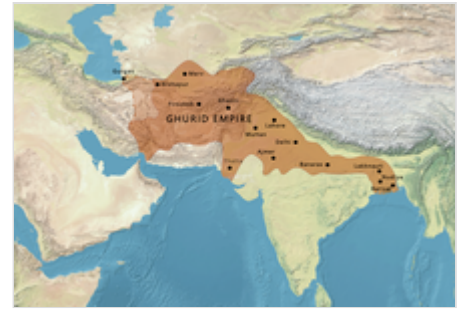 Merv
Nishapur
Firozkoh
Ghazni
GHURID EMPIRE
Lahore
Multan
Delhi
Ajmer
Benares
Lakhnauti